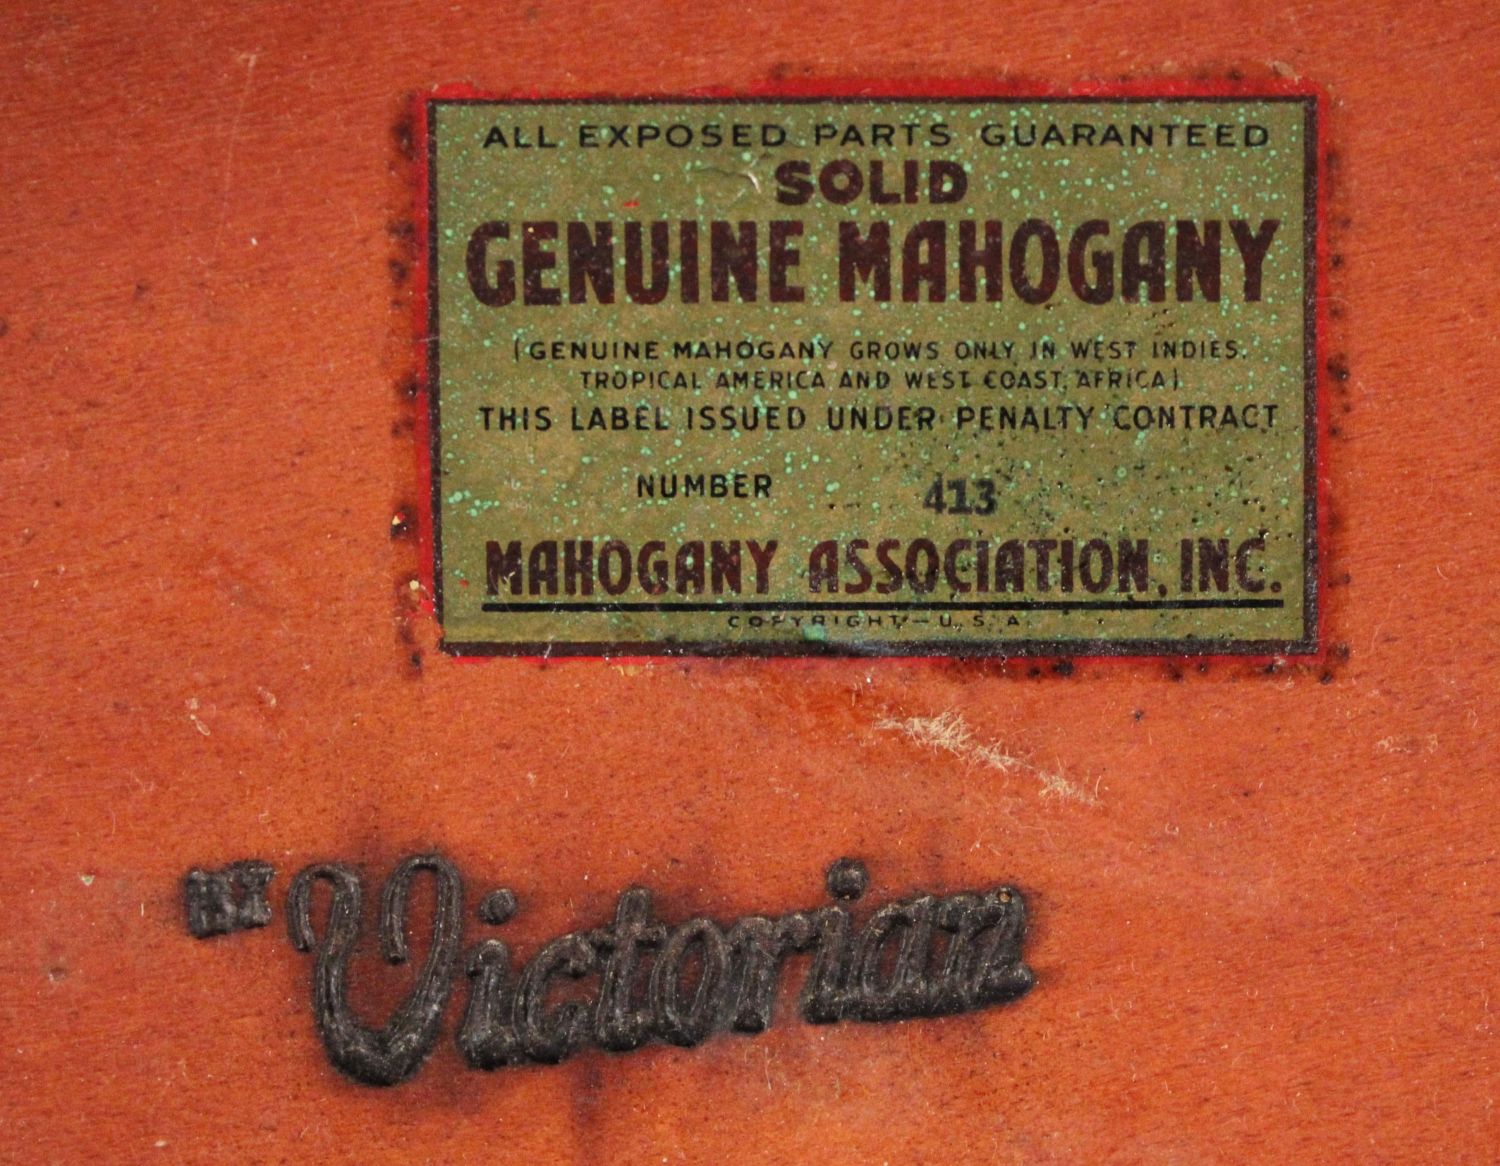 ALL EXPOSED PARTS GUARANTEED
SOLID
GENUINE MAHOGANY
(GENUINE MAHOGANY GROWS ONLY IN WEST INDIES,
TROPICAL AMERICA AND WEST COAST, AFRICA)
THIS LABEL ISSUED UNDER PENALTY CONTRACT
NUMBER 413
MAHOGANY ASSOCIATION, INC.
COPYRIGHT—U.S.A.
BY Victorian